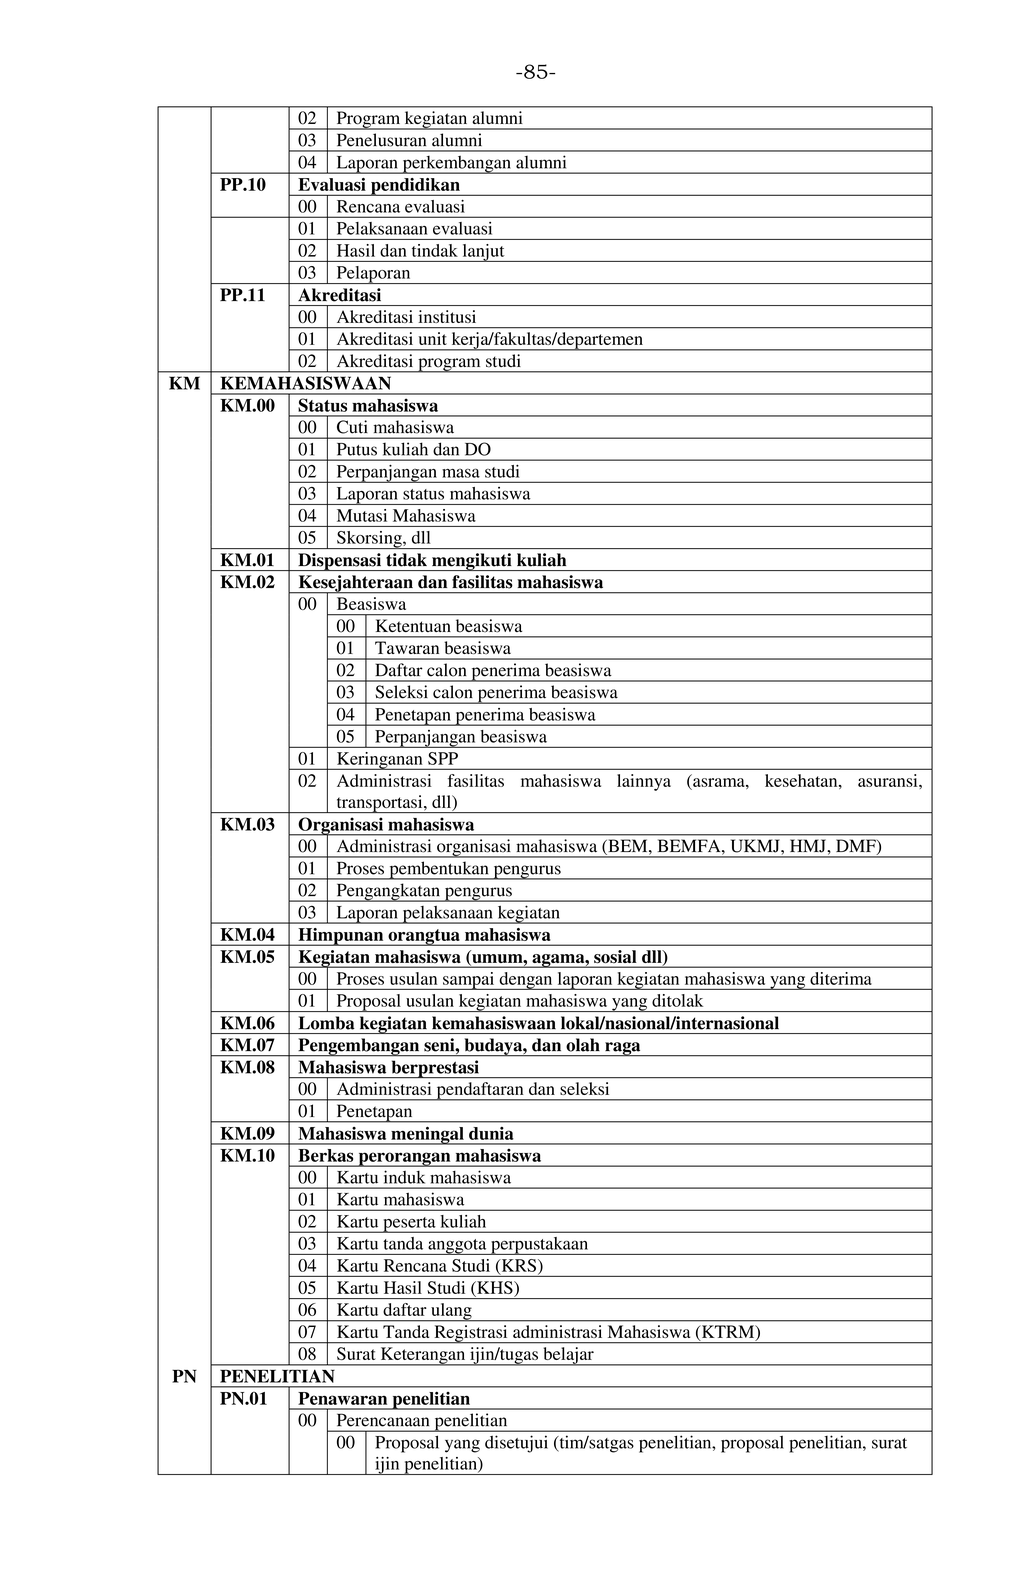 -85-
02 Program kegiatan alumni
03 Penelusuran alumni
04 Laporan perkembangan alumni
PP.10 Evaluasi pendidikan
00 Rencana evaluasi
01 Pelaksanaan evaluasi
02 Hasil dan tindak lanjut
03 Pelaporan
PP.11 Akreditasi
00 Akreditasi institusi
01 Akreditasi unit kerja/fakultas/departemen
02 Akreditasi program studi
KM KEMAHASISWAAN
KM.00 Status mahasiswa
00 Cuti mahasiswa
01 Putus kuliah dan DO
02 Perpanjangan masa studi
03 Laporan status mahasiswa
04 Mutasi Mahasiswa
05 Skorsing, dll
KM.01 Dispensasi tidak mengikuti kuliah
KM.02 Kesejahteraan dan fasilitas mahasiswa
00 Beasiswa
00 Ketentuan beasiswa
01 Tawaran beasiswa
02 Daftar calon penerima beasiswa
03 Seleksi calon penerima beasiswa
04 Penetapan penerima beasiswa
05 Perpanjangan beasiswa
01 Keringanan SPP
02 Administrasi fasilitas mahasiswa lainnya (asrama, kesehatan, asuransi,
transportasi, dll)
KM.03 Organisasi mahasiswa
00 Administrasi organisasi mahasiswa (BEM, BEMFA, UKMJ, HMJ, DMF)
01 Proses pembentukan pengurus
02 Pengangkatan pengurus
03 Laporan pelaksanaan kegiatan
KM.04 Himpunan orangtua mahasiswa
KM.05 Kegiatan mahasiswa (umum, agama, sosial dll)
00 Proses usulan sampai dengan laporan kegiatan mahasiswa yang diterima
01 Proposal usulan kegiatan mahasiswa yang ditolak
KM.06 Lomba kegiatan kemahasiswaan lokal/nasional/internasional
KM.07 Pengembangan seni, budaya, dan olah raga
KM.08 Mahasiswa berprestasi
00 Administrasi pendaftaran dan seleksi
01 Penetapan
KM.09 Mahasiswa meningal dunia
KM.10 Berkas perorangan mahasiswa
00 Kartu induk mahasiswa
01 Kartu mahasiswa
02 Kartu peserta kuliah
03 Kartu tanda anggota perpustakaan
04 Kartu Rencana Studi (KRS)
05 Kartu Hasil Studi (KHS)
06 Kartu daftar ulang
07 Kartu Tanda Registrasi administrasi Mahasiswa (KTRM)
08 Surat Keterangan ijin/tugas belajar
PN PENELITIAN
PN.01 Penawaran penelitian
00 Perencanaan penelitian
00 Proposal yang disetujui (tim/satgas penelitian, proposal penelitian, surat
ijin penelitian)